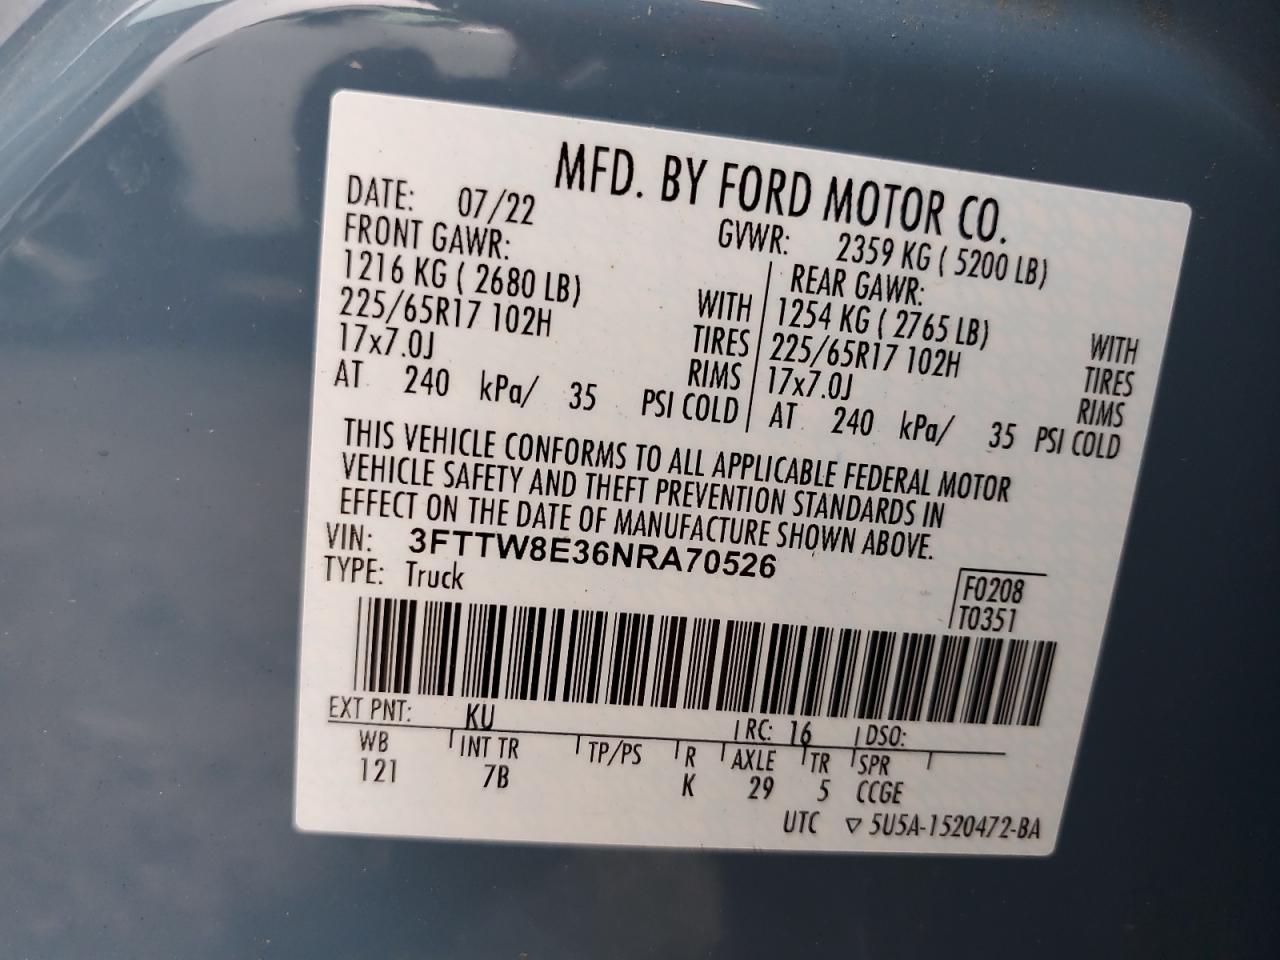 MFD. BY FORD MOTOR CO.
DATE: 07/22 GVWR: 2359 KG ( 5200 LB)
FRONT GAWR: REAR GAWR:
1216 KG ( 2680 LB) WITH 1254 KG ( 2765 LB) WITH
225/65R17 102H TIRES 225/65R17 102H TIRES
17x7.0J RIMS 17x7.0J RIMS
AT 240 kPa/ 35 PSI COLD AT 240 kPa/ 35 PSI COLD
THIS VEHICLE CONFORMS TO ALL APPLICABLE FEDERAL MOTOR
VEHICLE SAFETY AND THEFT PREVENTION STANDARDS IN
EFFECT ON THE DATE OF MANUFACTURE SHOWN ABOVE.
VIN: 3FTTW8E36NRA70526
TYPE: Truck F0208
T0351
EXT PNT: KU RC: 16 DSO:
WB INT TR TP/PS R AXLE TR SPR
121 7B K 29 5 CCGE
UTC ▽ 5U5A-1520472-BA